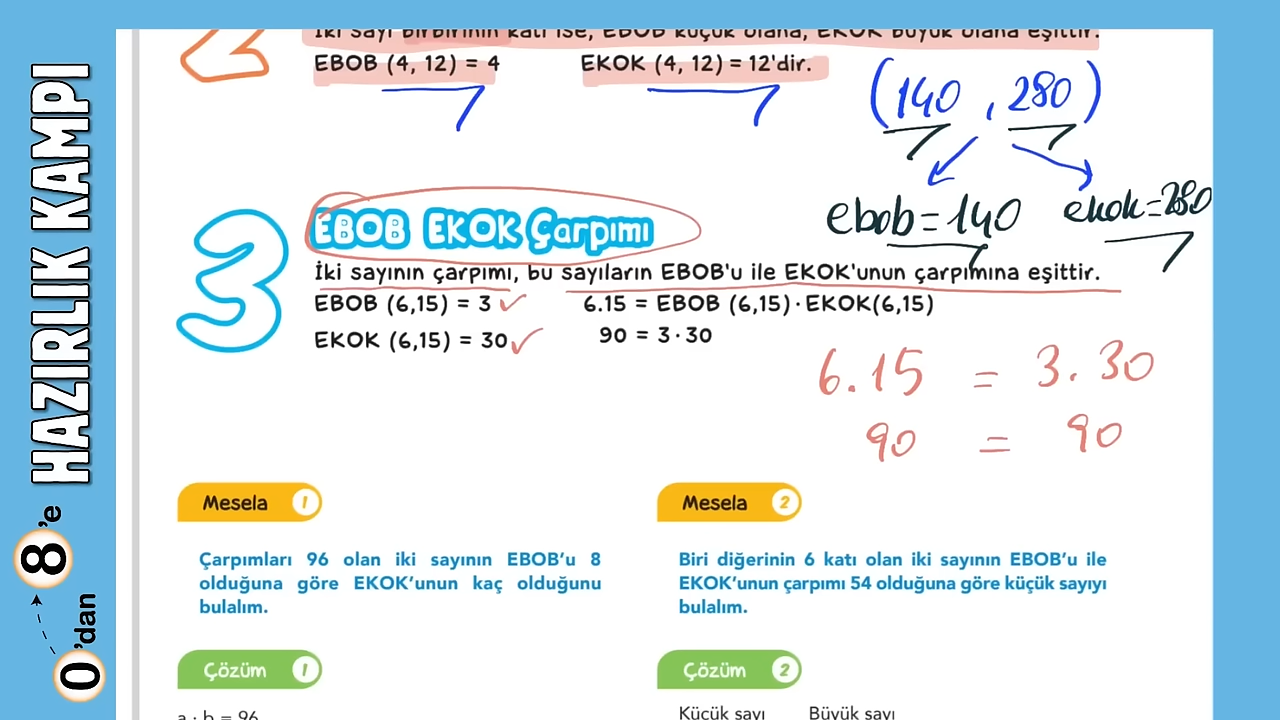 0'dan 8'e HAZIRLIK KAMPI
2
İki sayı birbirinin katı ise, EBOB küçük olana, EKOK büyük olana eşittir.
EBOB (4, 12) = 4
EKOK (4, 12) = 12'dir.
(140 , 280)
ebob=140
ekok=280
3
EBOB EKOK Çarpımı
İki sayının çarpımı, bu sayıların EBOB'u ile EKOK'unun çarpımına eşittir.
EBOB (6,15) = 3 ✓
6.15 = EBOB (6,15)·EKOK(6,15)
EKOK (6,15) = 30 ✓
90 = 3·30
6.15 = 3.30
90 = 90
Mesela 1
Çarpımları 96 olan iki sayının EBOB'u 8
olduğuna göre EKOK'unun kaç olduğunu
bulalım.
Çözüm 1
a · b = 96
Mesela 2
Biri diğerinin 6 katı olan iki sayının EBOB'u ile
EKOK'unun çarpımı 54 olduğuna göre küçük sayıyı
bulalım.
Çözüm 2
Küçük sayı Büyük sayı